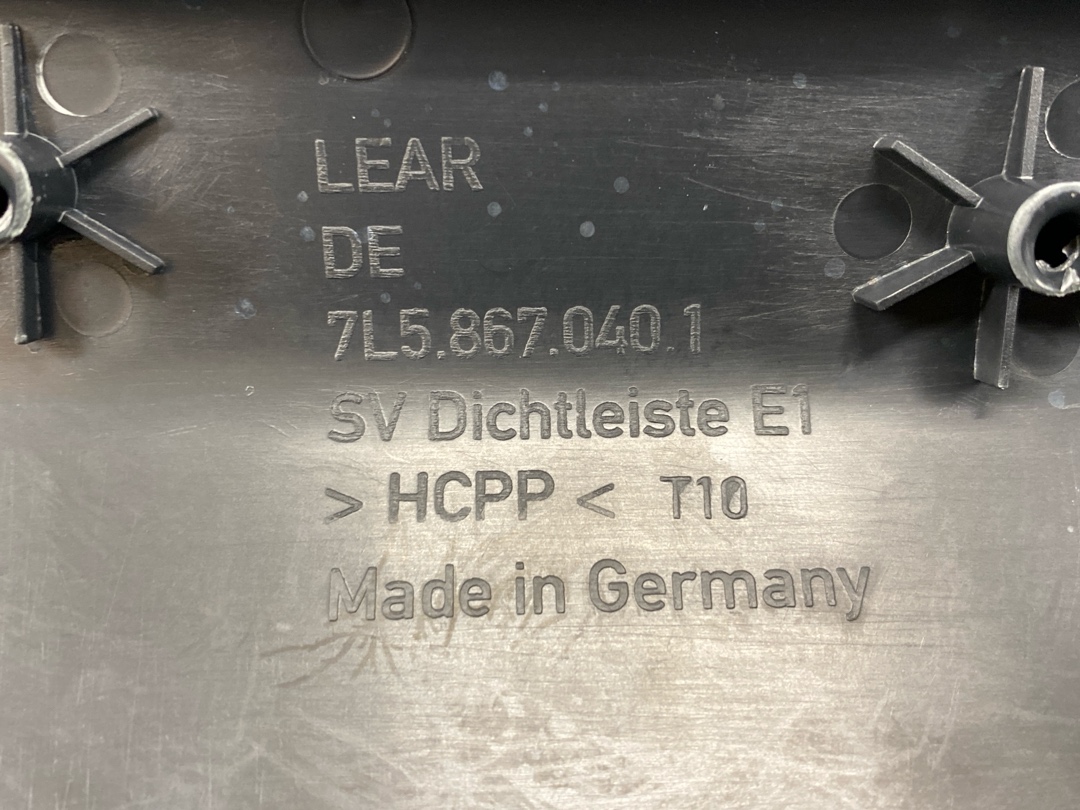 LEAR
DE
7L5.867.040.1
SV Dichtleiste E1
> HCPP < T10
Made in Germany